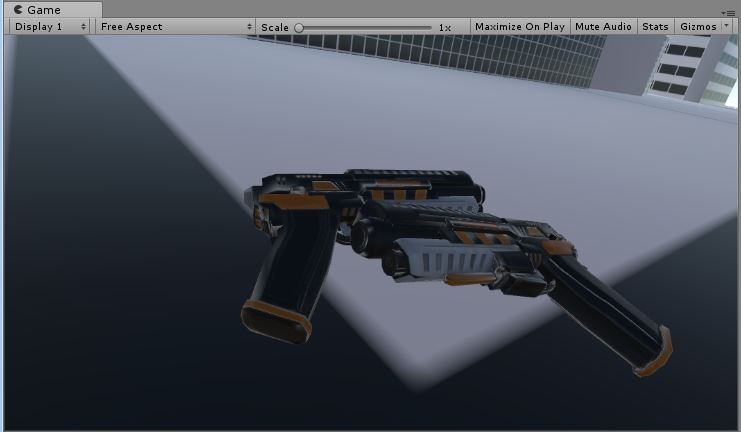 Game
Display 1 Free Aspect Scale 1x Maximize On Play Mute Audio Stats Gizmos